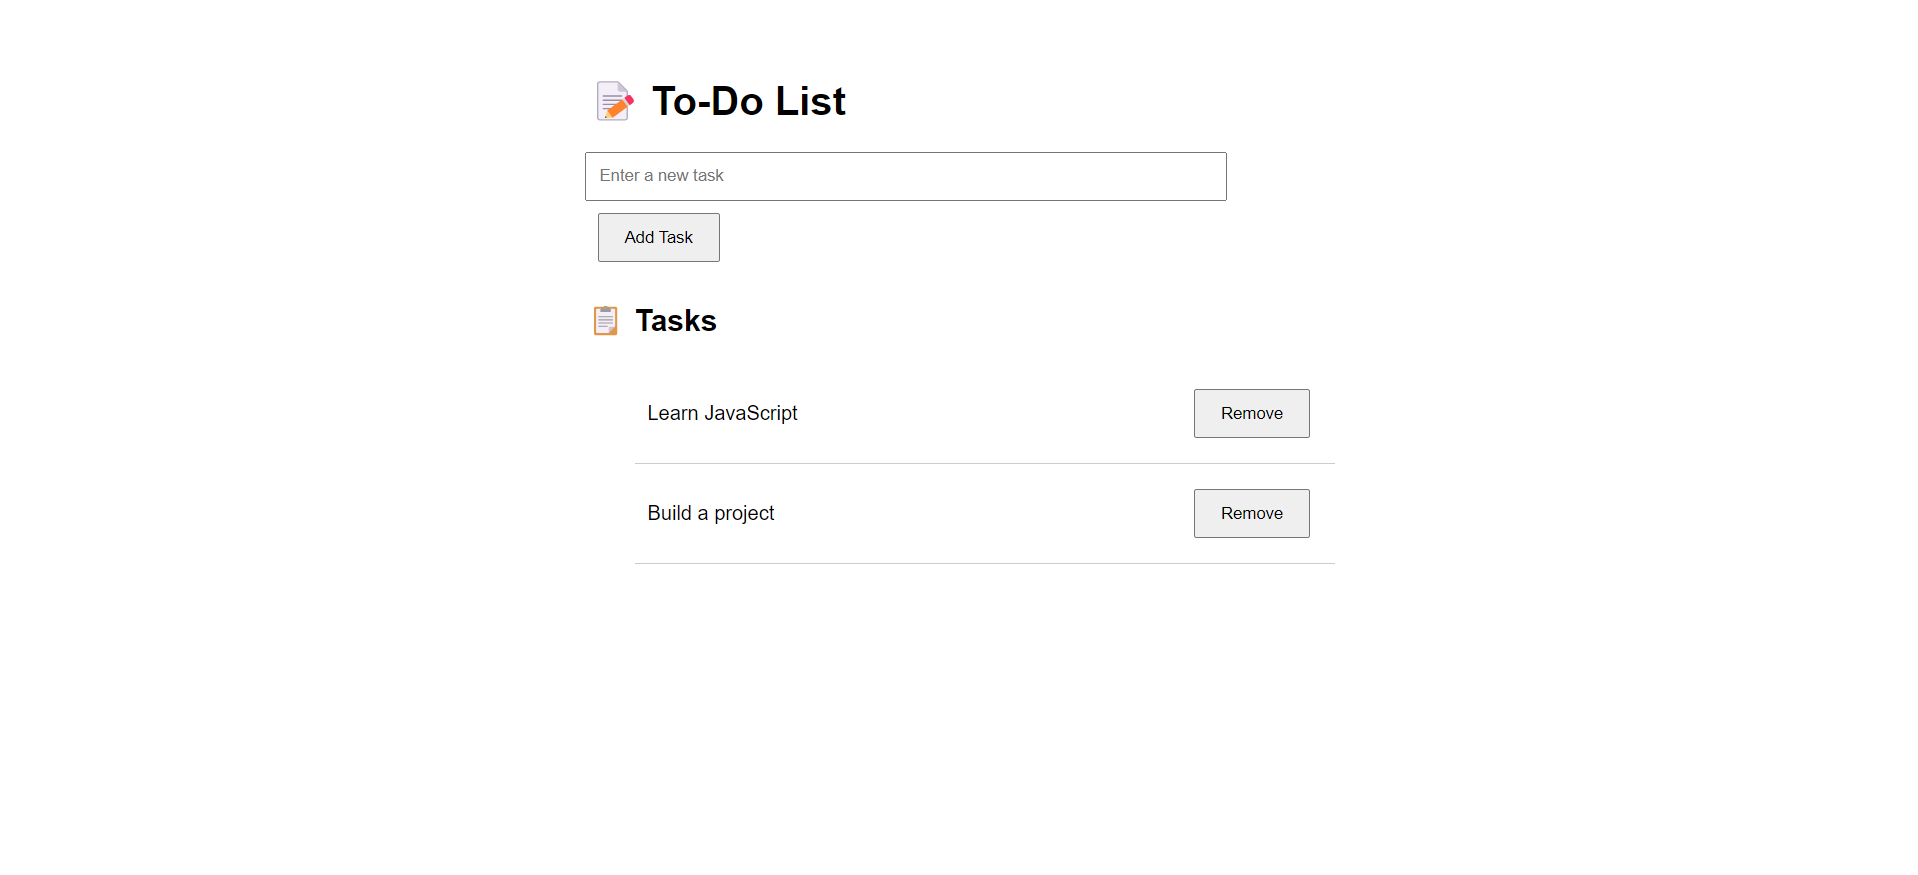 To-Do List
Enter a new task
Add Task
Tasks
Learn JavaScript Remove
Build a project Remove